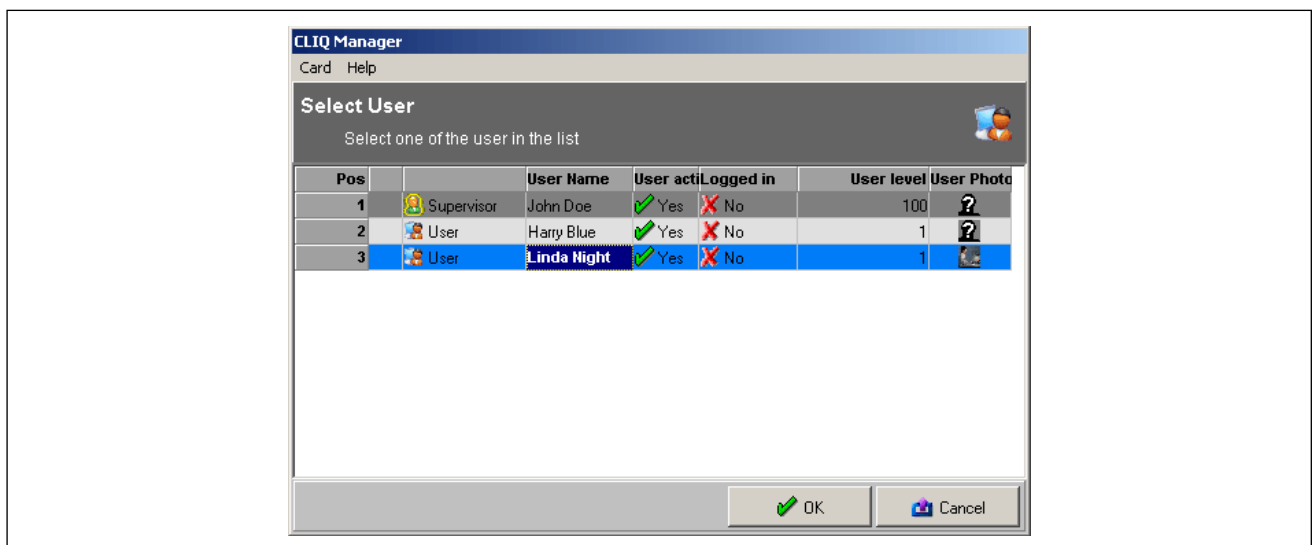 CLIQ Manager
Card Help
Select User
Select one of the user in the list
Pos User Name User acti Logged in User level User Photo
1 Supervisor John Doe Yes No 100
2 User Harry Blue Yes No 1
3 User Linda Night Yes No 1
OK Cancel